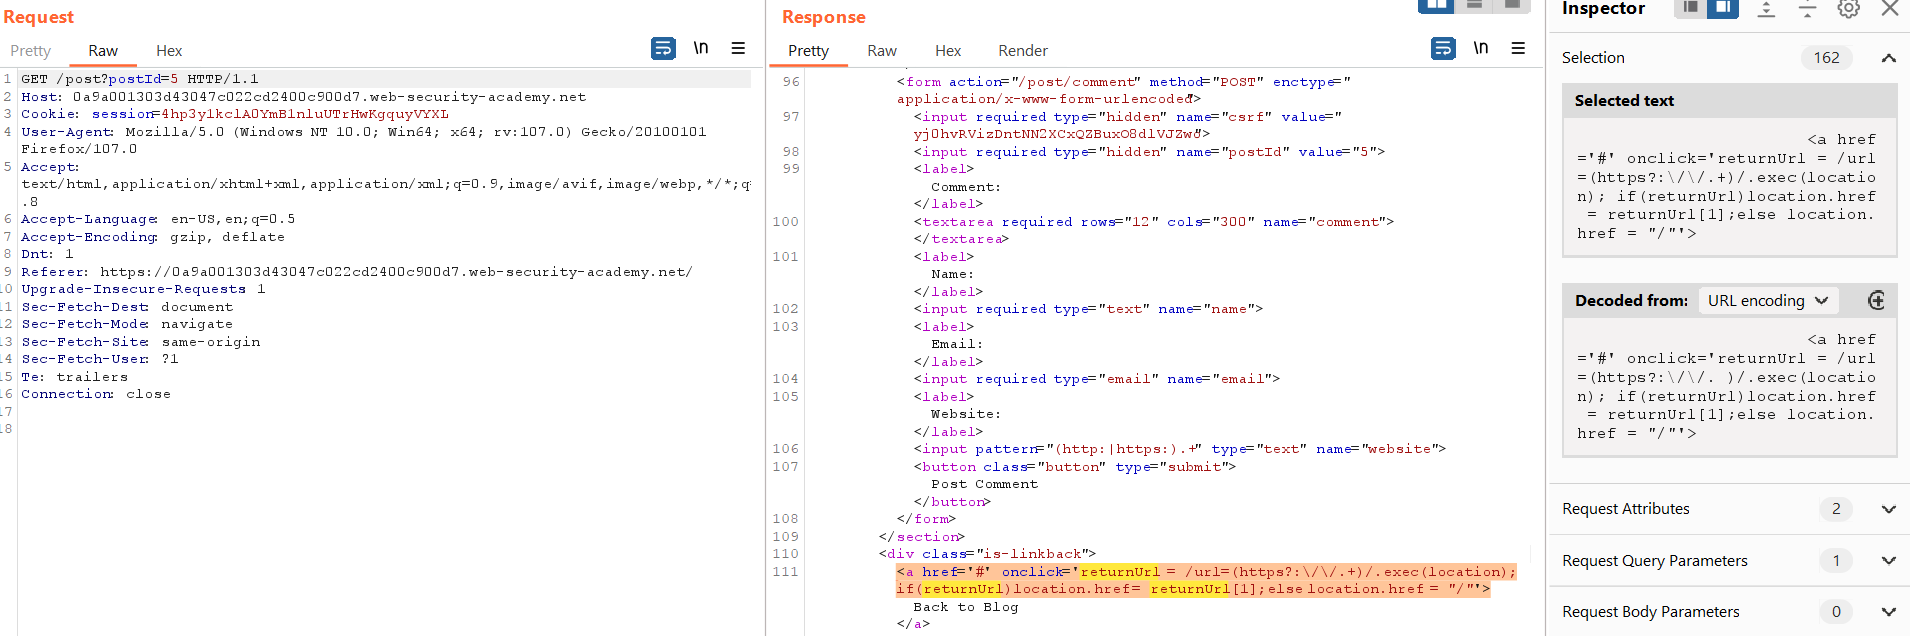 Request
Pretty Raw Hex \n
1 GET /post?postId=5 HTTP/1.1
2 Host: 0a9a001303d43047c022cd2400c900d7.web-security-academy.net
3 Cookie: session=4hp3ylkclA0YmB1nluUTrHwKgquyVYXL
4 User-Agent: Mozilla/5.0 (Windows NT 10.0; Win64; x64; rv:107.0) Gecko/20100101
Firefox/107.0
5 Accept:
text/html,application/xhtml+xml,application/xml;q=0.9,image/avif,image/webp,*/*;q=
.8
6 Accept-Language: en-US,en;q=0.5
7 Accept-Encoding: gzip, deflate
8 Dnt: 1
9 Referer: https://0a9a001303d43047c022cd2400c900d7.web-security-academy.net/
10 Upgrade-Insecure-Requests: 1
11 Sec-Fetch-Dest: document
12 Sec-Fetch-Mode: navigate
13 Sec-Fetch-Site: same-origin
14 Sec-Fetch-User: ?1
15 Te: trailers
16 Connection: close
17
18
Response
Pretty Raw Hex Render \n
96 <form action="/post/comment" method="POST" enctype="
application/x-www-form-urlencoded">
97 <input required type="hidden" name="csrf" value="
yj0hvRVizDntNN2XCxQZBuxO8dlVJZwd">
98 <input required type="hidden" name="postId" value="5">
99 <label>
Comment:
</label>
100 <textarea required rows="12" cols="300" name="comment">
</textarea>
101 <label>
Name:
</label>
102 <input required type="text" name="name">
103 <label>
Email:
</label>
104 <input required type="email" name="email">
105 <label>
Website:
</label>
106 <input pattern="(http:|https:).+" type="text" name="website">
107 <button class="button" type="submit">
Post Comment
</button>
108 </form>
109 </section>
110 <div class="is-linkback">
111 <a href='#' onclick='returnUrl = /url=(https?:\/\/.+)/.exec(location);
if(returnUrl)location.href = returnUrl[1];else location.href = "/"'>
Back to Blog
</a>
Inspector
Selection 162
Selected text
<a href
='#' onclick='returnUrl = /url
=(https?:\/\/.+)/.exec(locatio
n); if(returnUrl)location.href
= returnUrl[1];else location.
href = "/"'>
Decoded from: URL encoding
<a href
='#' onclick='returnUrl = /url
=(https?:\/\/. )/.exec(locatio
n); if(returnUrl)location.href
= returnUrl[1];else location.
href = "/"'>
Request Attributes 2
Request Query Parameters 1
Request Body Parameters 0